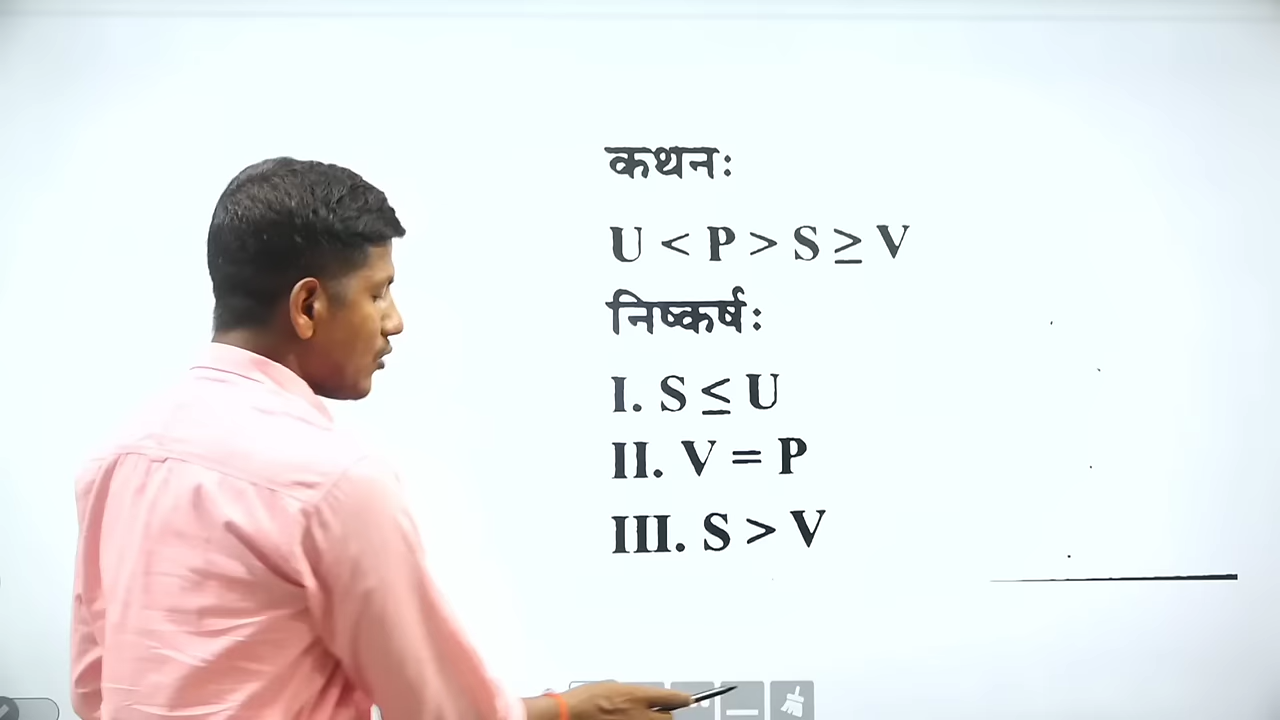 कथनः
U < P > S ≥ V
निष्कर्षः
I. S ≤ U
II. V = P
III. S > V